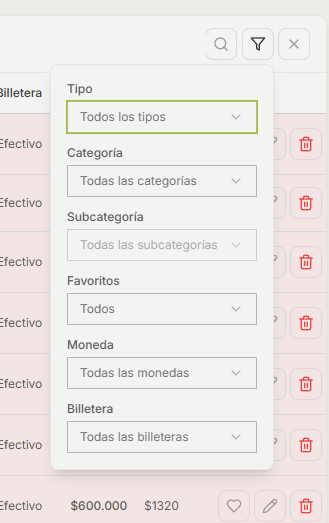 Billetera
Tipo
Todos los tipos
Efectivo
Categoría
Todas las categorías
Efectivo
Subcategoría
Todas las subcategorías
Efectivo
Favoritos
Todos
Efectivo
Moneda
Todas las monedas
Efectivo
Billetera
Todas las billeteras
Efectivo
Efectivo $600.000 $1320